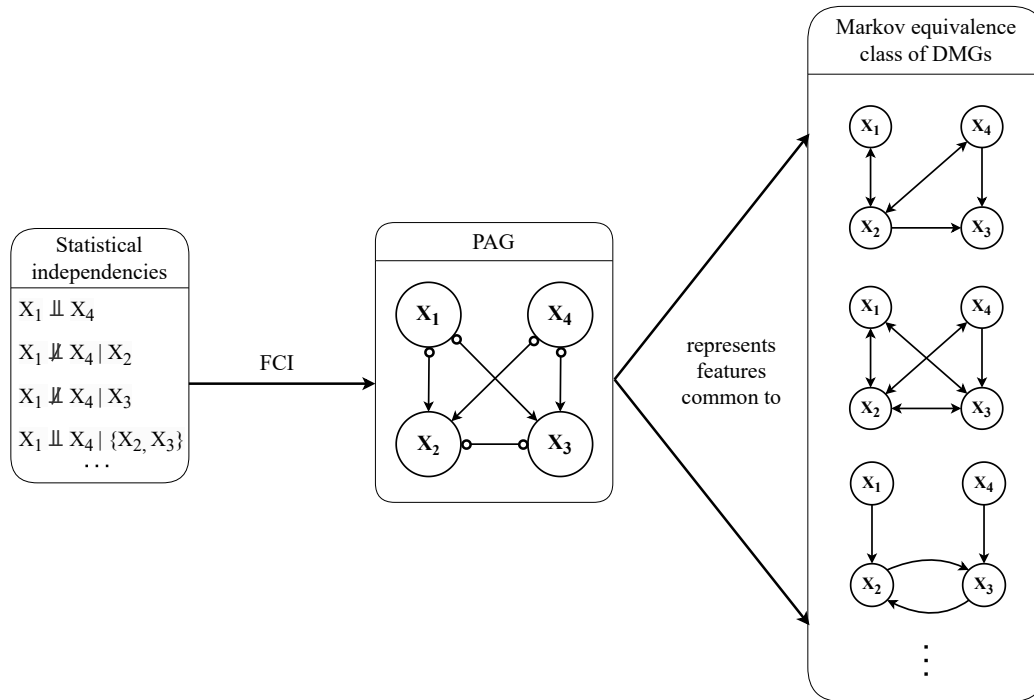 Statistical
independencies
X₁ ⫫ X₄
X₁ ⫫̸ X₄ | X₂
X₁ ⫫̸ X₄ | X₃
X₁ ⫫ X₄ | {X₂, X₃}
...
FCI
PAG
X₁ X₄
X₂ X₃
represents
features
common to
Markov equivalence
class of DMGs
X₁ X₄
X₂ X₃
X₁ X₄
X₂ X₃
X₁ X₄
X₂ X₃
⋮